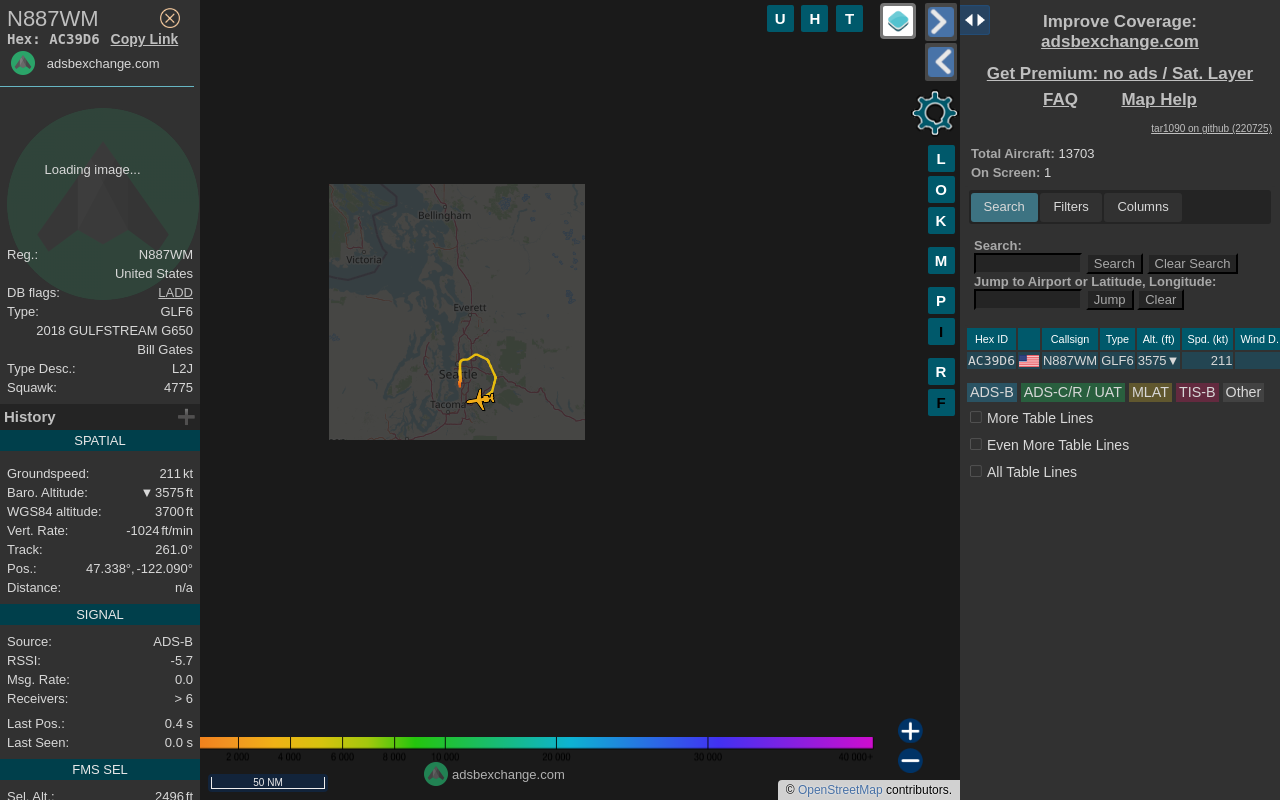 N887WM
Hex: AC39D6 Copy Link
adsbexchange.com
Loading image...
Reg.: N887WM
United States
DB flags: LADD
Type: GLF6
2018 GULFSTREAM G650
Bill Gates
Type Desc.: L2J
Squawk: 4775
History
SPATIAL
Groundspeed: 211 kt
Baro. Altitude: ▼ 3575 ft
WGS84 altitude: 3700 ft
Vert. Rate: -1024 ft/min
Track: 261.0°
Pos.: 47.338°, -122.090°
Distance: n/a
SIGNAL
Source: ADS-B
RSSI: -5.7
Msg. Rate: 0.0
Receivers: > 6
Last Pos.: 0.4 s
Last Seen: 0.0 s
FMS SEL
Sel. Alt.: 2496 ft
U H T
Bellingham
Victoria
Everett
Seattle
Tacoma
L
O
K
M
P
I
R
F
2 000 4 000 6 000 8 000 10 000 20 000 30 000 40 000+
50 NM
adsbexchange.com
© OpenStreetMap contributors.
Improve Coverage:
adsbexchange.com
Get Premium: no ads / Sat. Layer
FAQ Map Help
tar1090 on github (220725)
Total Aircraft: 13703
On Screen: 1
Search Filters Columns
Search:
Search Clear Search
Jump to Airport or Latitude, Longitude:
Jump Clear
Hex ID Callsign Type Alt. (ft) Spd. (kt) Wind D.
AC39D6 N887WM GLF6 3575▼ 211
ADS-B ADS-C/R / UAT MLAT TIS-B Other
More Table Lines
Even More Table Lines
All Table Lines